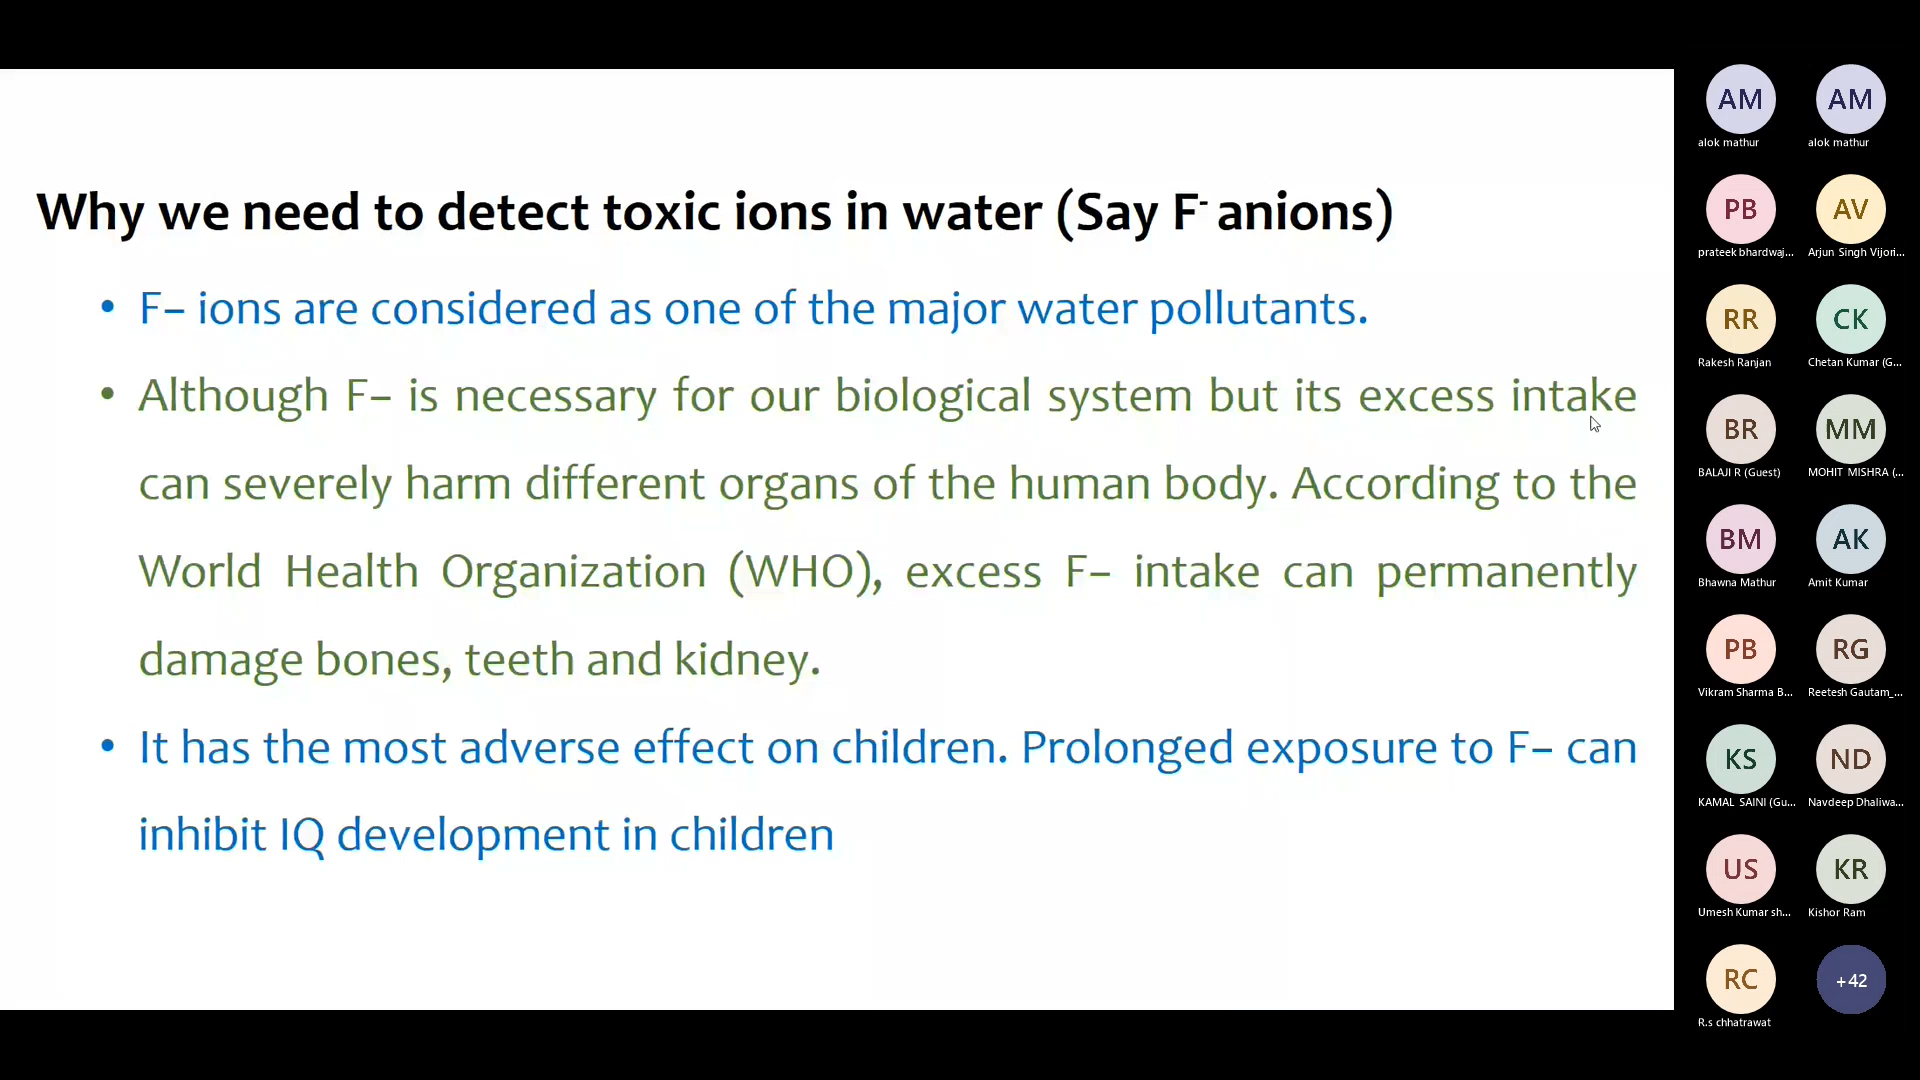 Why we need to detect toxic ions in water (Say F⁻ anions)
• F– ions are considered as one of the major water pollutants.
• Although F– is necessary for our biological system but its excess intake
can severely harm different organs of the human body. According to the
World Health Organization (WHO), excess F– intake can permanently
damage bones, teeth and kidney.
• It has the most adverse effect on children. Prolonged exposure to F– can
inhibit IQ development in children
AM AM
alok mathur alok mathur
PB AV
prateek bhardwaj... Arjun Singh Vijori...
RR CK
Rakesh Ranjan Chetan Kumar (G...
BR MM
BALAJI R (Guest) MOHIT MISHRA (...
BM AK
Bhawna Mathur Amit Kumar
PB RG
Vikram Sharma B... Reetesh Gautam_...
KS ND
KAMAL SAINI (Gu... Navdeep Dhaliwa...
US KR
Umesh Kumar sh... Kishor Ram
RC +42
R.s chhatrawat